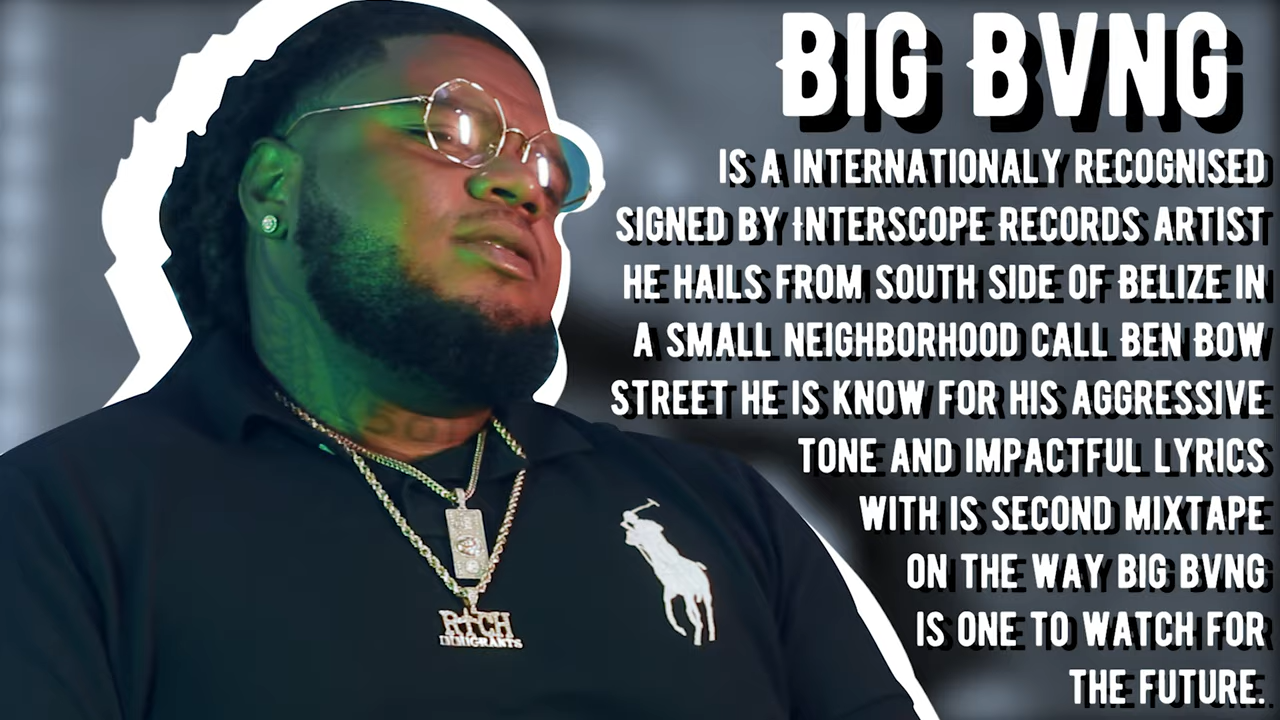 BIG BVNG
IS A INTERNATIONALY RECOGNISED
SIGNED BY INTERSCOPE RECORDS ARTIST
HE HAILS FROM SOUTH SIDE OF BELIZE IN
A SMALL NEIGHBORHOOD CALL BEN BOW
STREET HE IS KNOW FOR HIS AGGRESSIVE
TONE AND IMPACTFUL LYRICS
WITH IS SECOND MIXTAPE
ON THE WAY BIG BVNG
IS ONE TO WATCH FOR
THE FUTURE.
RICH
IMMIGRANTS